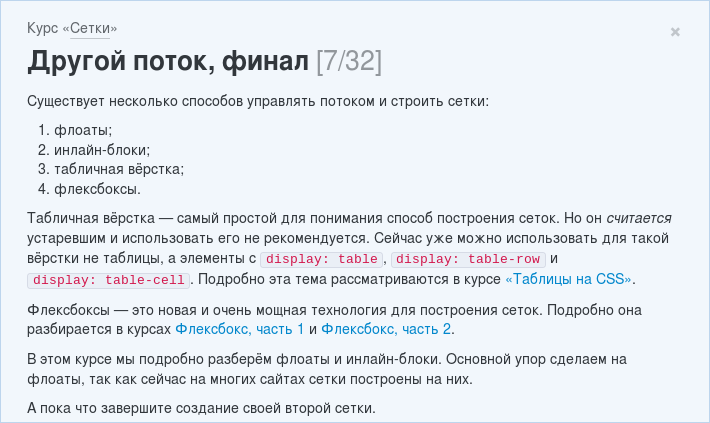 Курс «Сетки»
×
Другой поток, финал [7/32]
Существует несколько способов управлять потоком и строить сетки:
1. флоаты;
2. инлайн-блоки;
3. табличная вёрстка;
4. флексбоксы.
Табличная вёрстка — самый простой для понимания способ построения сеток. Но он считается
устаревшим и использовать его не рекомендуется. Сейчас уже можно использовать для такой
вёрстки не таблицы, а элементы с display: table, display: table-row и
display: table-cell. Подробно эта тема рассматриваются в курсе «Таблицы на CSS».
Флексбоксы — это новая и очень мощная технология для построения сеток. Подробно она
разбирается в курсах Флексбокс, часть 1 и Флексбокс, часть 2.
В этом курсе мы подробно разберём флоаты и инлайн-блоки. Основной упор сделаем на
флоаты, так как сейчас на многих сайтах сетки построены на них.
А пока что завершите создание своей второй сетки.